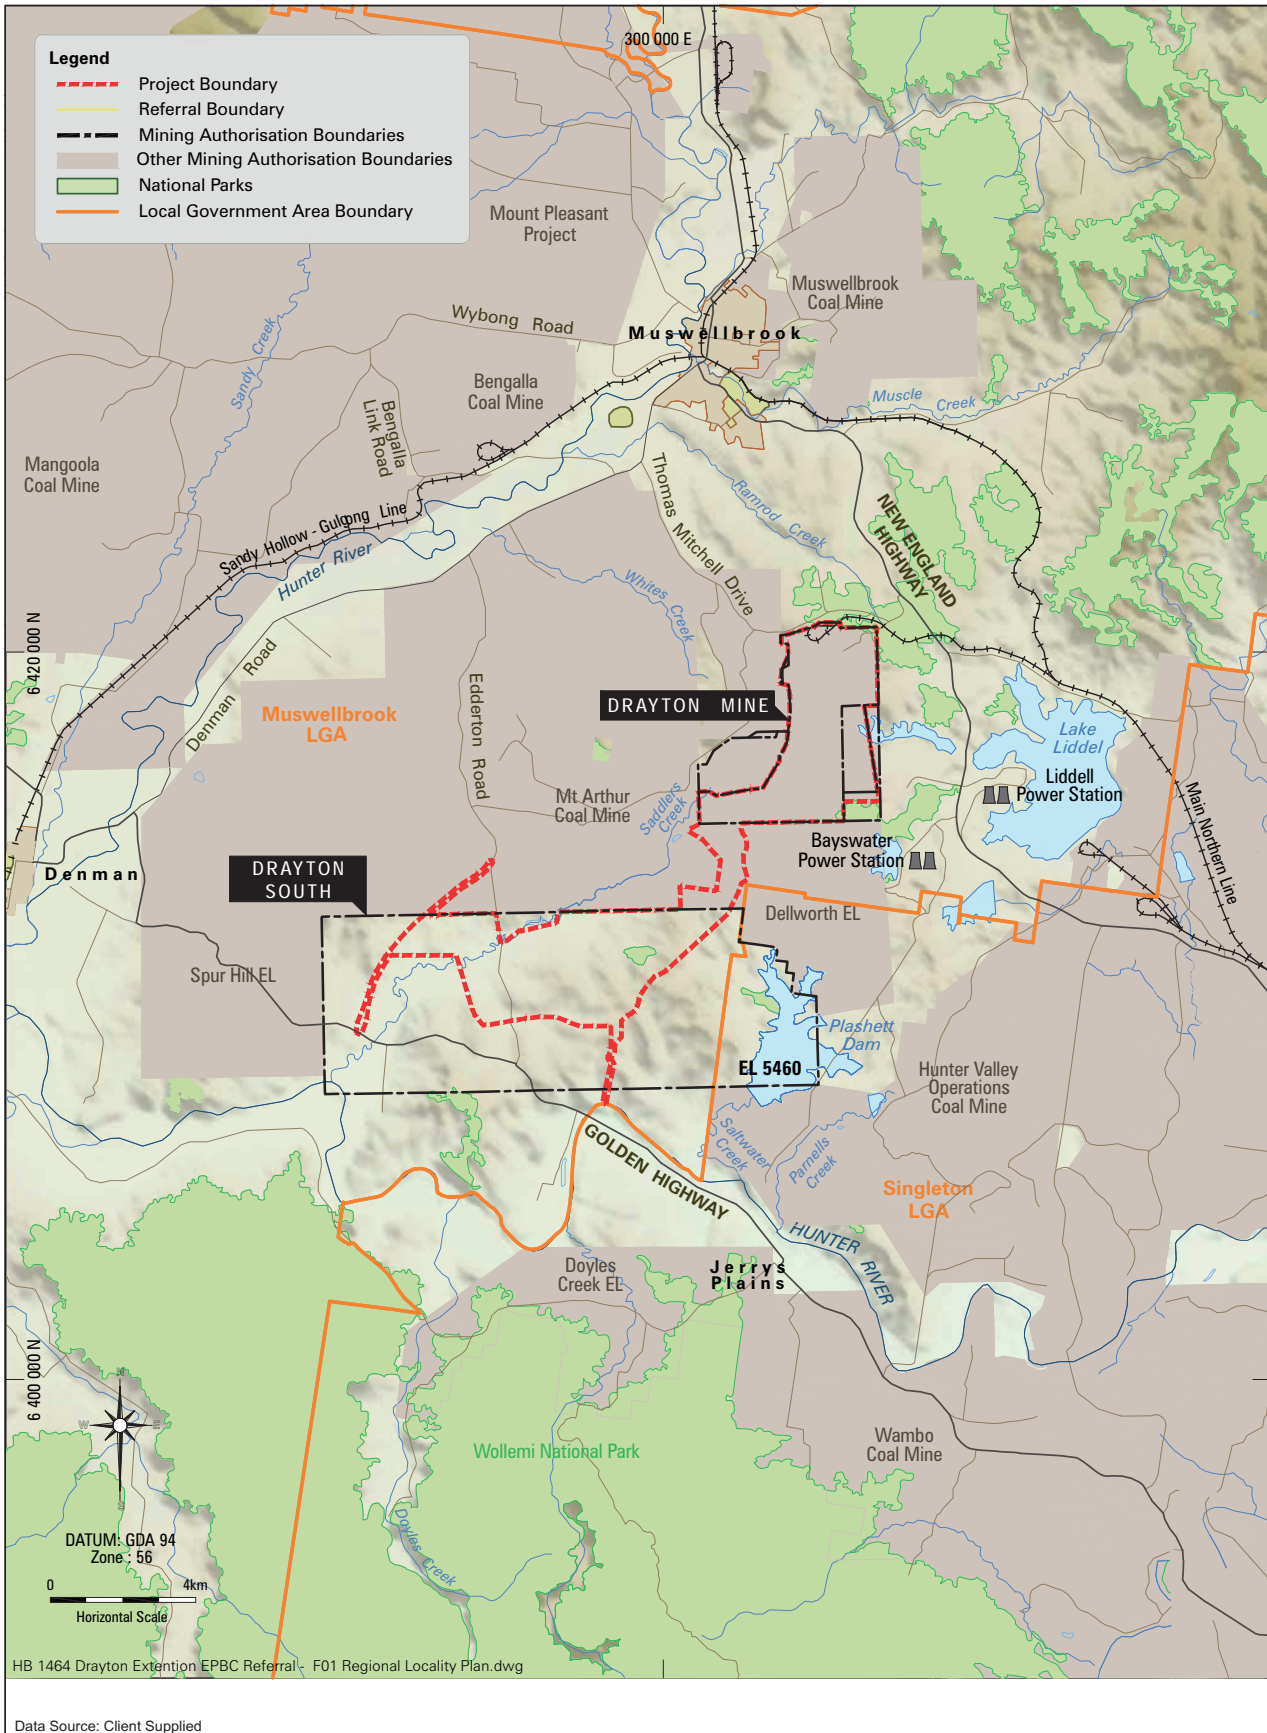 300 000 E
Legend
Project Boundary
Referral Boundary
Mining Authorisation Boundaries
Other Mining Authorisation Boundaries
National Parks
Local Government Area Boundary
Mount Pleasant
Project
Muswellbrook
Coal Mine
Wybong Road
Muswellbrook
Sandy Creek
Bengalla
Coal Mine
Bengalla
Link Road
Muscle Creek
Mangoola
Coal Mine
Thomas Mitchell Drive
Ramrod Creek
NEW ENGLAND
HIGHWAY
Sandy Hollow - Gulgong Line
Hunter River
Whites Creek
6 420 000 N
Denman Road
Edderton Road
DRAYTON MINE
Muswellbrook
LGA
Lake
Liddel
Liddell
Power Station
Mt Arthur
Coal Mine
Saddlers
Creek
Main Northern Line
Bayswater
Power Station
Denman
DRAYTON
SOUTH
Dellworth EL
Spur Hill EL
Plashett
Dam
EL 5460
Hunter Valley
Operations
Coal Mine
Saltwater
Creek
Parnells
Creek
GOLDEN HIGHWAY
Singleton
LGA
HUNTER RIVER
Doyles
Creek EL
Jerrys
Plains
6 400 000 N
N
W
E
S
Wollemi National Park
Wambo
Coal Mine
Doyles Creek
DATUM: GDA 94
Zone : 56
0 4km
Horizontal Scale
HB 1464 Drayton Extention EPBC Referral - F01 Regional Locality Plan.dwg
Data Source: Client Supplied